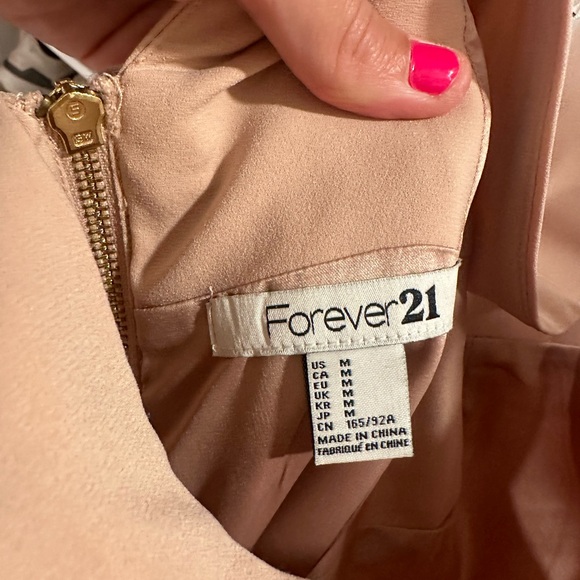 Forever21
US M
CA M
EU M
UK M
KR M
JP M
CN 165/92A
MADE IN CHINA
FABRIQUÉ EN CHINE